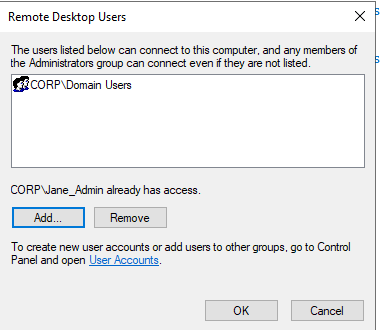 Remote Desktop Users
The users listed below can connect to this computer, and any members of
the Administrators group can connect even if they are not listed.
CORP\Domain Users
CORP\Jane_Admin already has access.
Add...
Remove
To create new user accounts or add users to other groups, go to Control
Panel and open User Accounts.
OK
Cancel